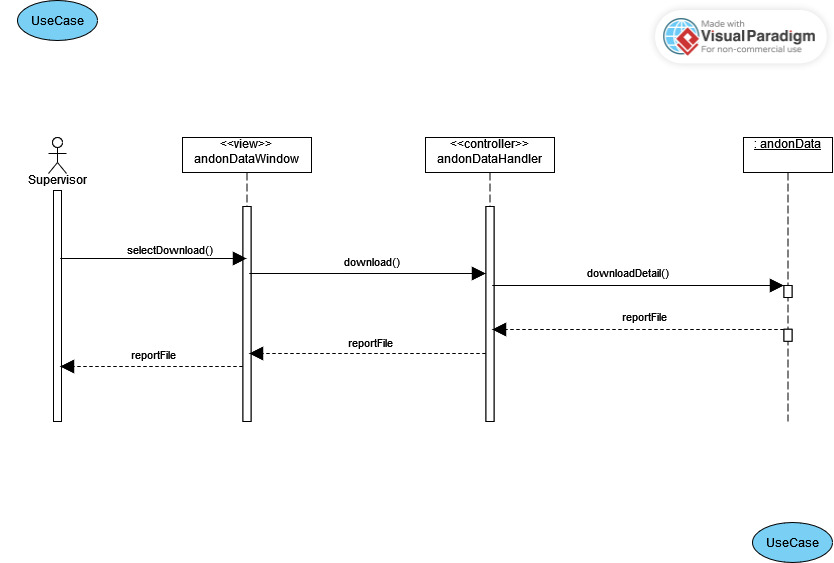 UseCase
Made with
Visual Paradigm
For non-commercial use
Supervisor
<<view>>
andonDataWindow
<<controller>>
andonDataHandler
: andonData
selectDownload()
download()
downloadDetail()
reportFile
reportFile
reportFile
UseCase